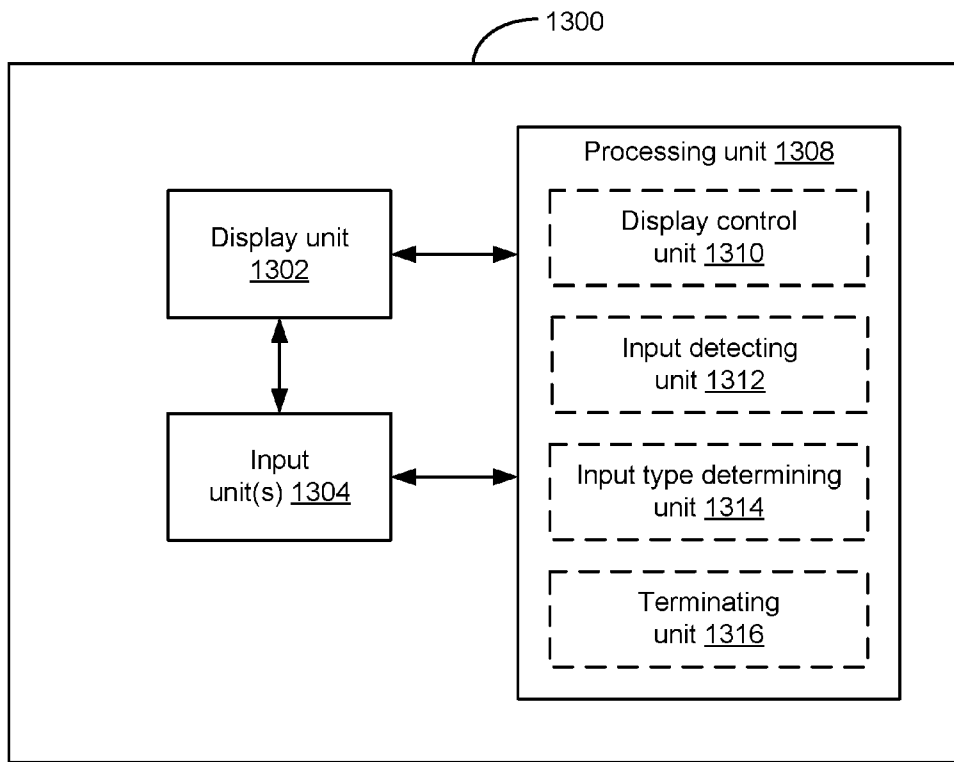 1300
Processing unit 1308
Display control
unit 1310
Display unit
1302
Input detecting
unit 1312
Input
unit(s) 1304
Input type determining
unit 1314
Terminating
unit 1316